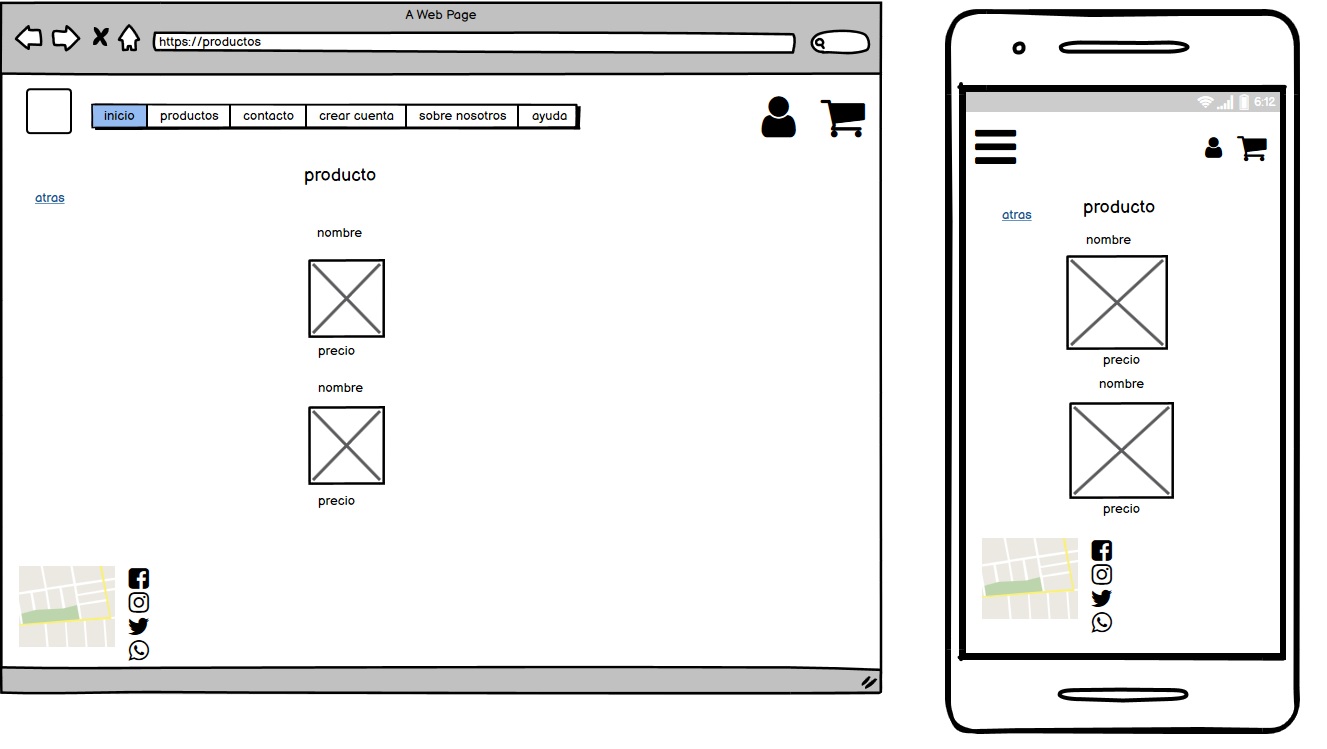 A Web Page
https://productos
inicio productos contacto crear cuenta sobre nosotros ayuda
producto
atras
nombre
precio
nombre
precio
6:12
producto
atras
nombre
precio
nombre
precio